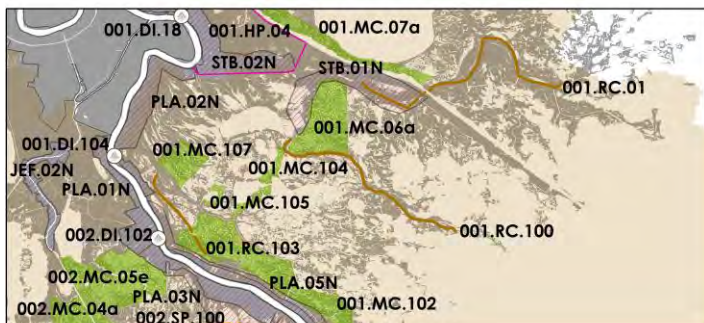 001.DI.18
001.HP.04
001.MC.07a
STB.02N
STB.01N
001.RC.01
PLA.02N
001.MC.06a
001.DI.104
001.MC.107
001.MC.104
JEF.02N
PLA.01N
001.MC.105
002.DI.102
001.RC.100
001.RC.103
002.MC.05e
PLA.05N
PLA.03N
002.MC.04a
001.MC.102
002.SP.100